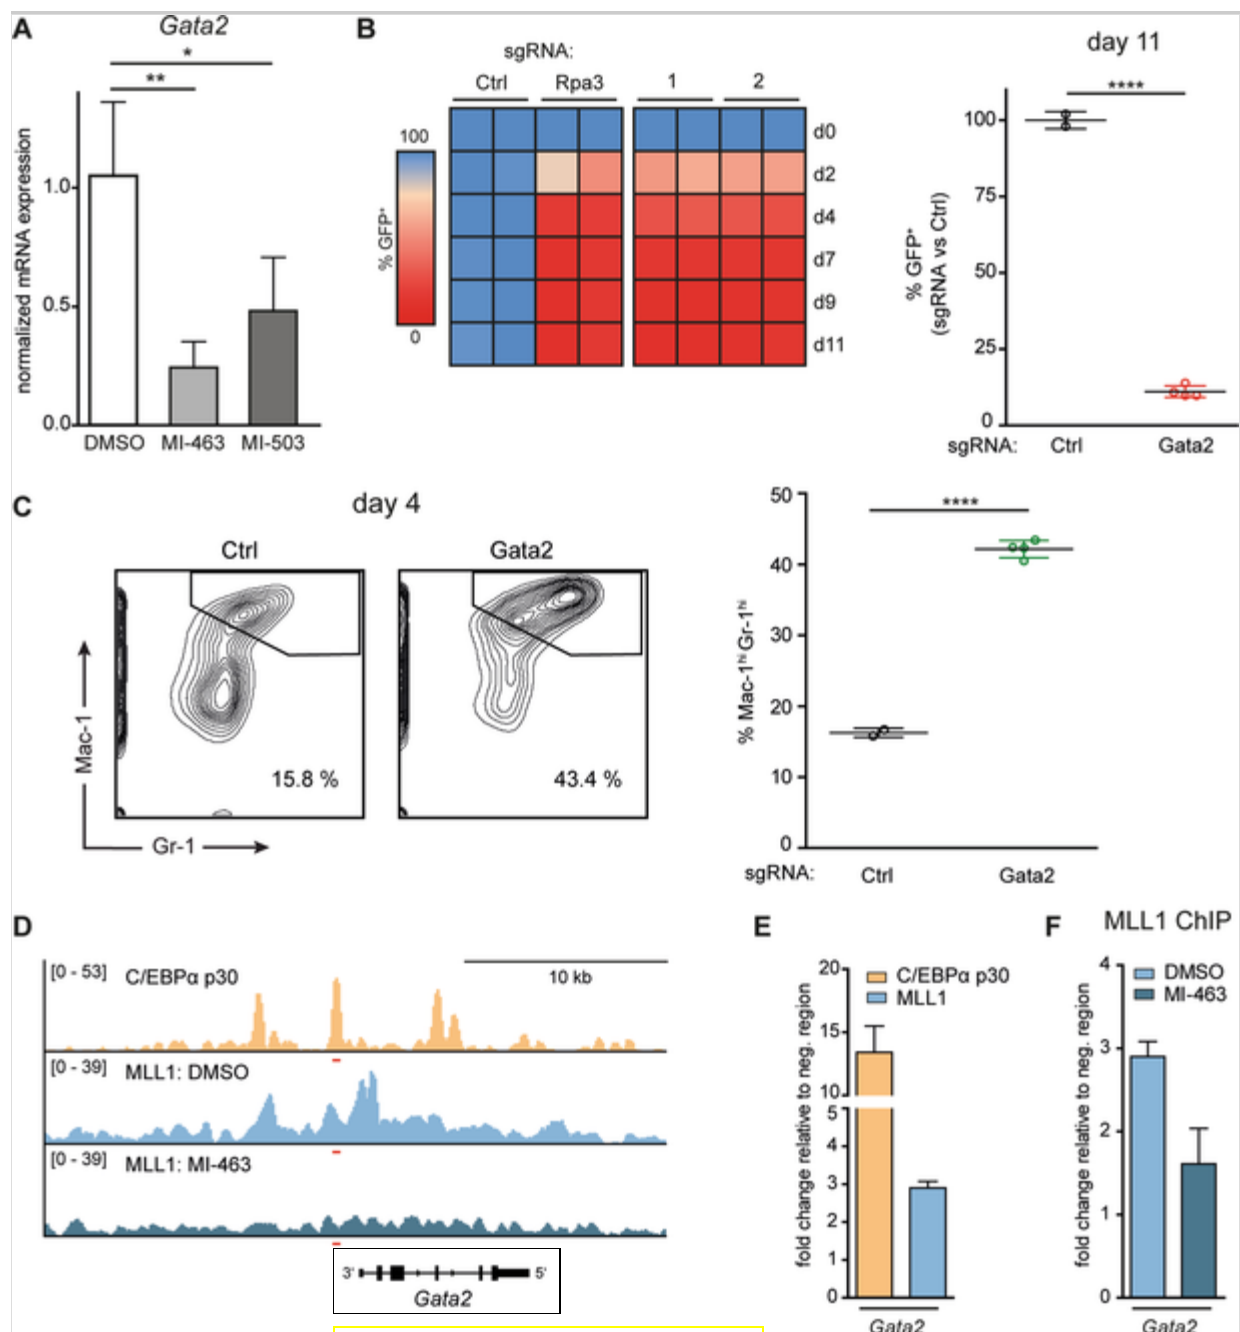 A
Gata2
*
**
normalized mRNA expression
1.0
0.5
0.0
DMSO MI-463 MI-503
B
sgRNA:
Ctrl Rpa3 1 2
100
% GFP⁺
0
d0
d2
d4
d7
d9
d11
day 11
****
% GFP⁺
(sgRNA vs Ctrl)
100
75
50
25
0
sgRNA: Ctrl Gata2
C
day 4
Ctrl Gata2
Mac-1
Gr-1
15.8 %
43.4 %
****
% Mac-1ʰⁱGr-1ʰⁱ
50
40
30
20
10
0
sgRNA: Ctrl Gata2
D
[0 - 53] C/EBPα p30
10 kb
[0 - 39] MLL1: DMSO
[0 - 39] MLL1: MI-463
3' 5'
Gata2
E
C/EBPα p30
MLL1
fold change relative to neg. region
20
15
10
5
4
3
2
1
0
Gata2
F
MLL1 ChIP
DMSO
MI-463
fold change relative to neg. region
4
3
2
1
0
Gata2